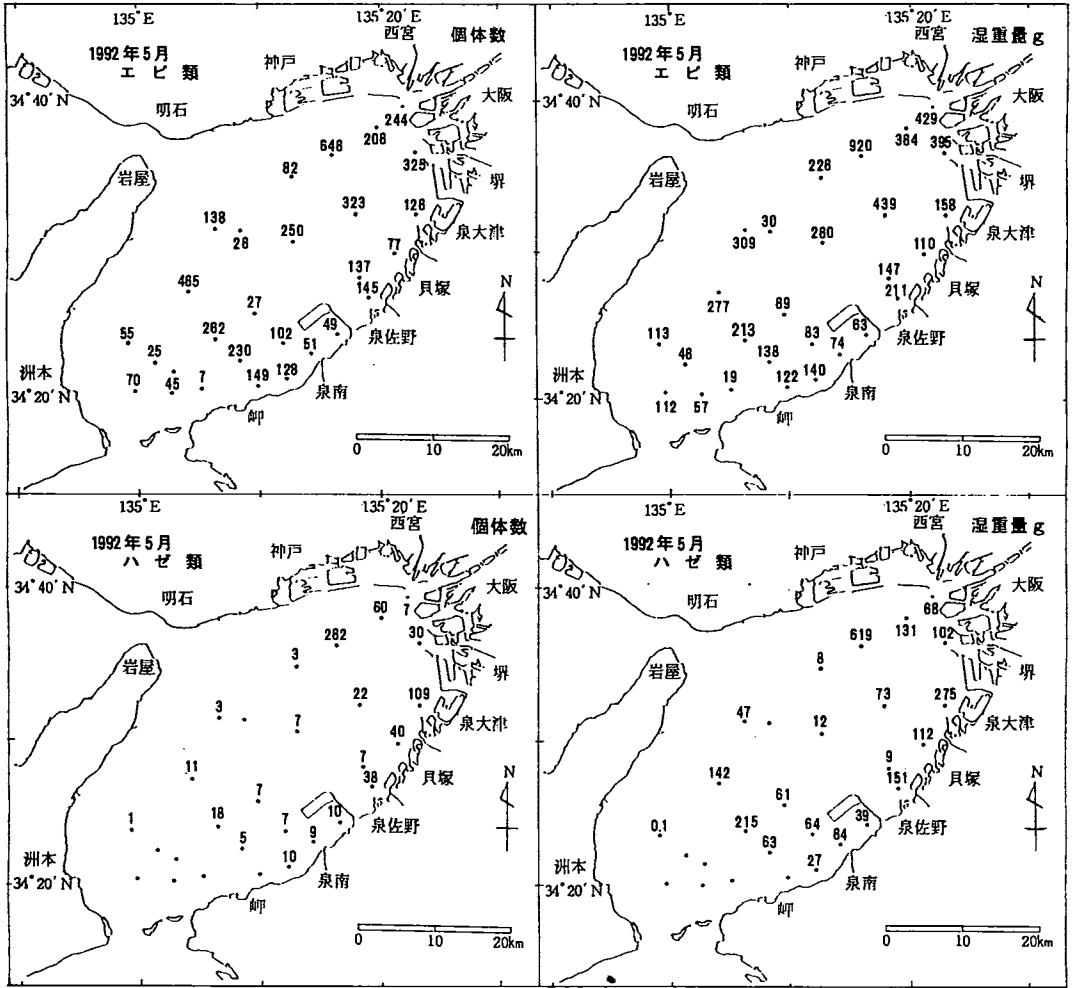 135°E
135°20'E
西宮
個体数
1992年5月
エビ類
神戸
34°40'N
明石
大阪
244
208
648
325
82
堺
岩屋
323
128
138
28
250
泉大津
77
137
465
145
貝塚
N
27
262
102
49
泉佐野
55
25
230
51
洲本
70
45
7
149
128
泉南
34°20'N
岬
0 10 20km
135°E
135°20'E
西宮
湿重量g
1992年5月
エビ類
神戸
34°40'N
明石
大阪
429
384
395
920
228
堺
岩屋
439
158
30
309
280
泉大津
110
147
211
貝塚
277
N
89
213
83
63
泉佐野
113
48
138
74
洲本
19
122
140
泉南
112
57
34°20'N
岬
0 10 20km
135°E
135°20'E
西宮
個体数
1992年5月
ハゼ類
神戸
34°40'N
明石
大阪
60
7
282
30
3
岩屋
堺
22
109
3
7
泉大津
40
7
11
38
貝塚
N
7
1
18
7
10
泉佐野
5
9
洲本
10
泉南
34°20'N
岬
0 10 20km
135°E
135°20'E
西宮
湿重量g
1992年5月
ハゼ類
神戸
34°40'N
明石
大阪
68
131
102
619
8
岩屋
堺
73
275
47
12
泉大津
112
9
142
151
貝塚
N
61
0.1
215
64
39
泉佐野
63
84
洲本
27
泉南
34°20'N
岬
0 10 20km